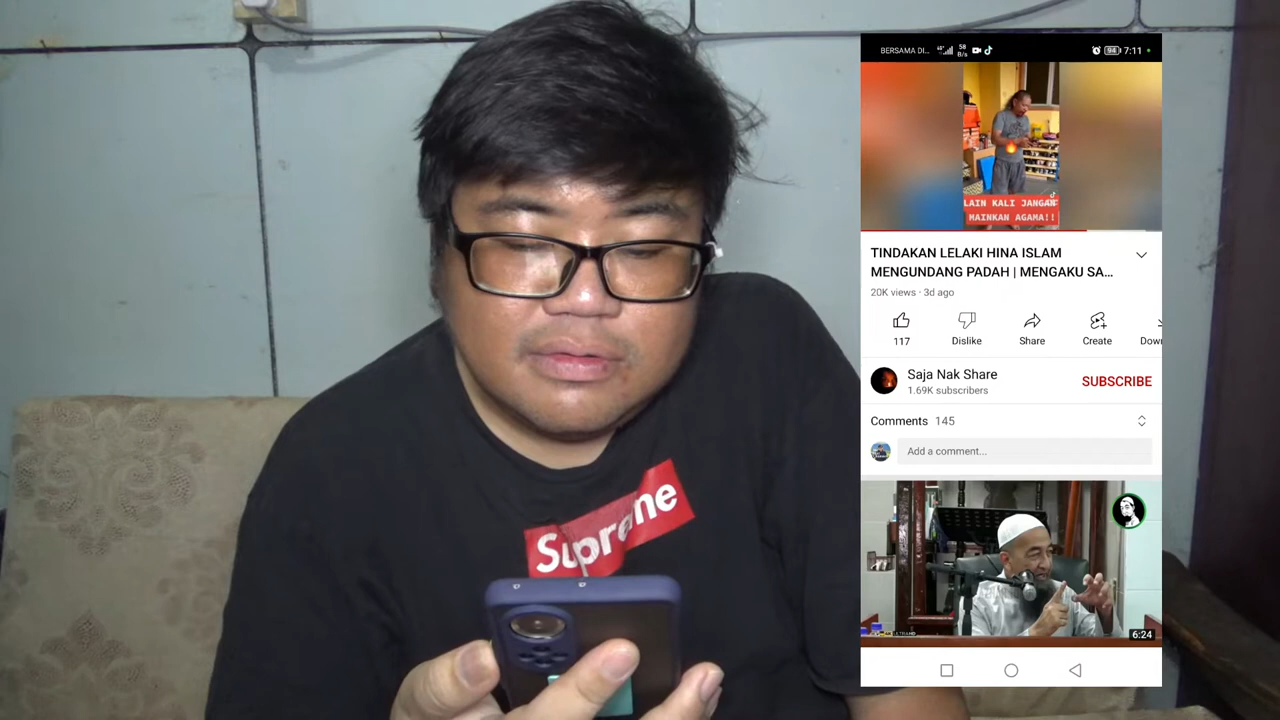 Supreme
BERSAMA DI...
58
B/s
94
7:11
LAIN KALI JANGAN
MAINKAN AGAMA!!
TINDAKAN LELAKI HINA ISLAM
MENGUNDANG PADAH | MENGAKU SA...
20K views · 3d ago
117
Dislike
Share
Create
Dow
Saja Nak Share
1.69K subscribers
SUBSCRIBE
Comments 145
Add a comment...
6:24